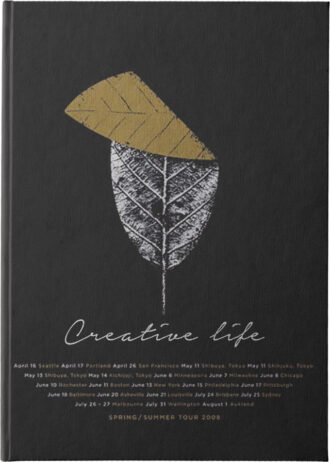 Creative life
April 16 Seattle April 17 Portland April 26 San Francisco May 11 Shibuya, Tokyo May 11 Shinjuku, Tokyo
May 13 Shibuya, Tokyo May 14 Kichijoji, Tokyo June 6 Minneapolis June 7 Milwaukee June 8 Chicago
June 10 Rochester June 11 Boston June 13 New York June 15 Philadelphia June 17 Pittsburgh
June 18 Baltimore June 20 Asheville June 21 Louisville July 24 Brisbane July 25 Sydney
July 26 - 27 Melbourne July 31 Wellington August 1 Aukland
SPRING/SUMMER TOUR 2008